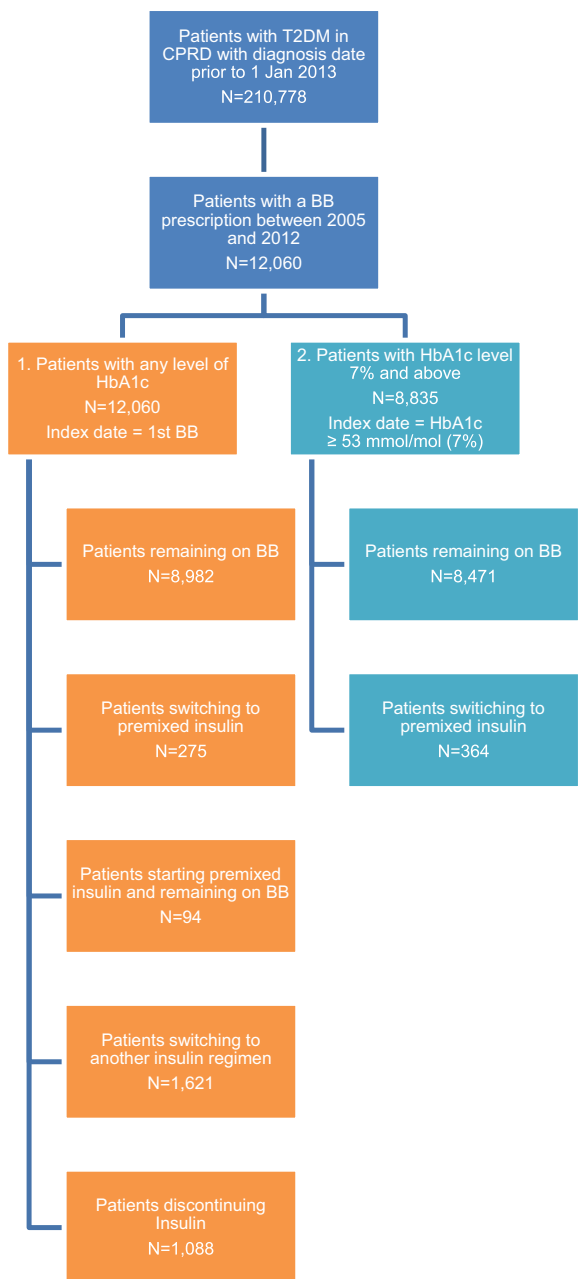 Patients with T2DM in
CPRD with diagnosis date
prior to 1 Jan 2013
N=210,778
Patients with a BB
prescription between 2005
and 2012
N=12,060
1. Patients with any level of
HbA1c
N=12,060
Index date = 1st BB
2. Patients with HbA1c level
7% and above
N=8,835
Index date = HbA1c
≥ 53 mmol/mol (7%)
Patients remaining on BB
N=8,982
Patients remaining on BB
N=8,471
Patients switching to
premixed insulin
N=275
Patients switiching to
premixed insulin
N=364
Patients starting premixed
insulin and remaining on BB
N=94
Patients switching to
another insulin regimen
N=1,621
Patients discontinuing
Insulin
N=1,088